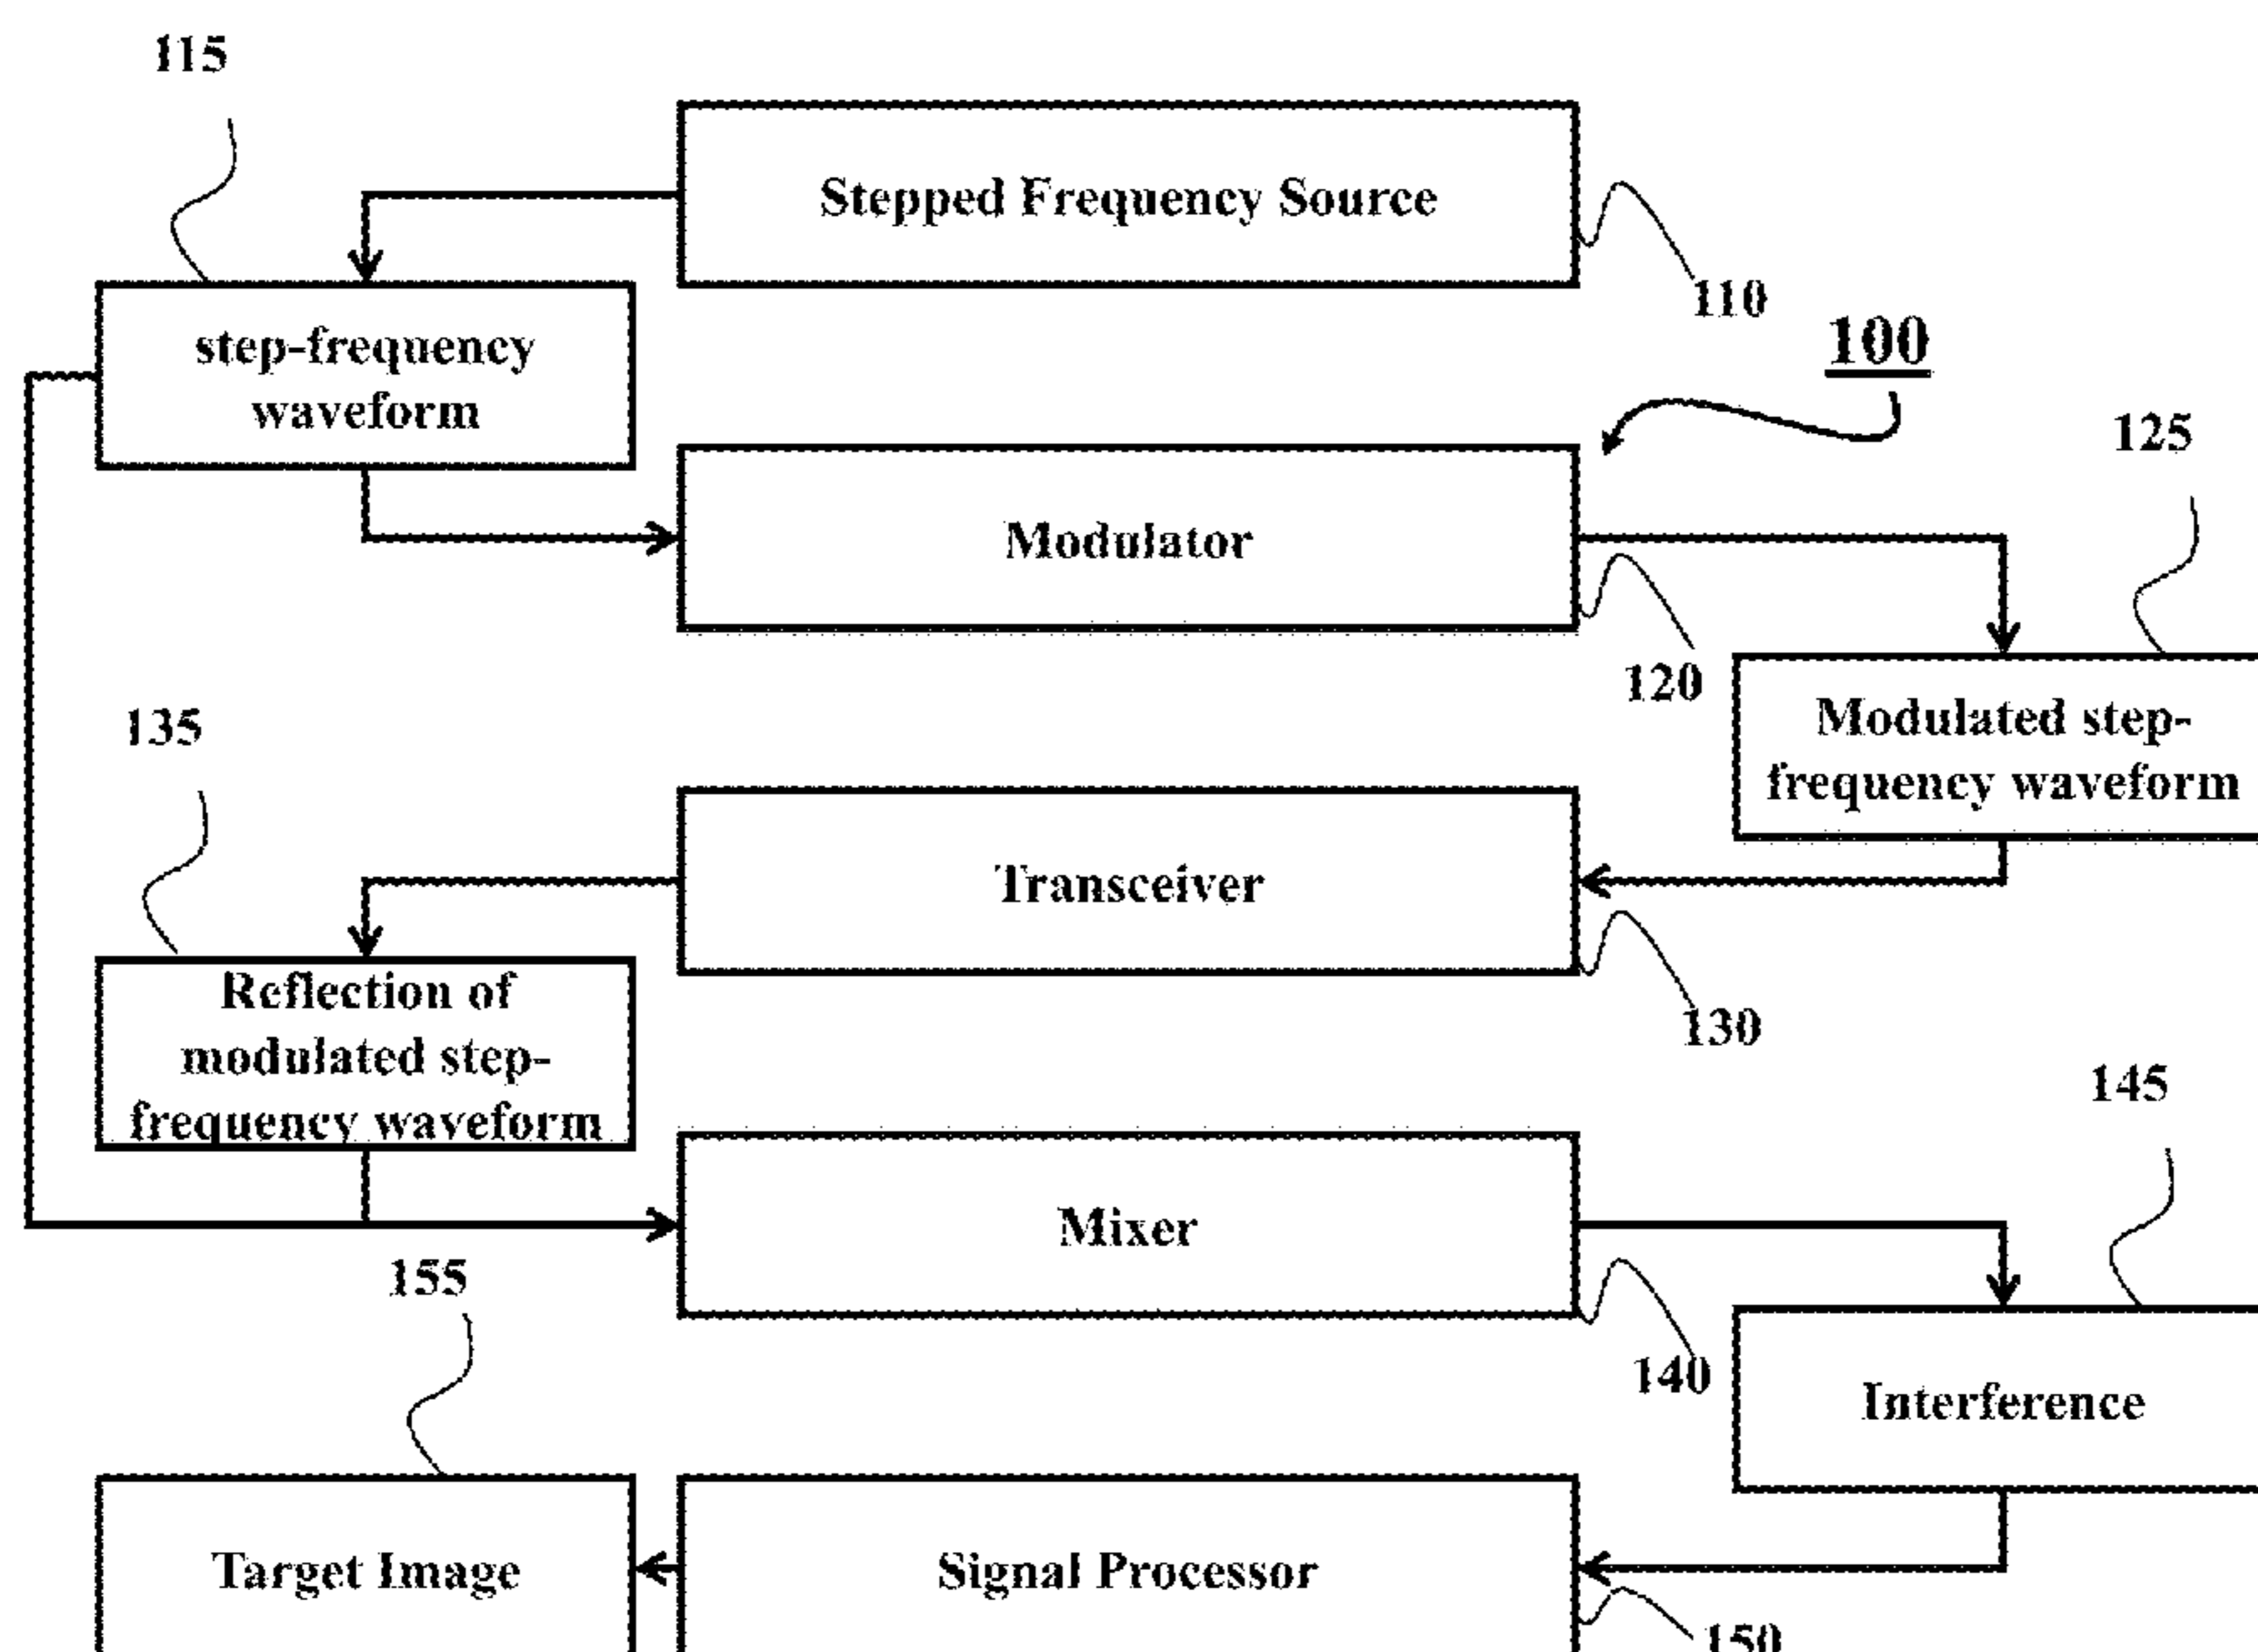 115
Stepped Frequency Source
110
step-frequency
waveform
100
125
Modulator
120
Modulated step-
frequency waveform
135
Transceiver
130
Reflection of
modulated step-
frequency waveform
145
Mixer
140
155
Interference
Target Image
Signal Processor
150